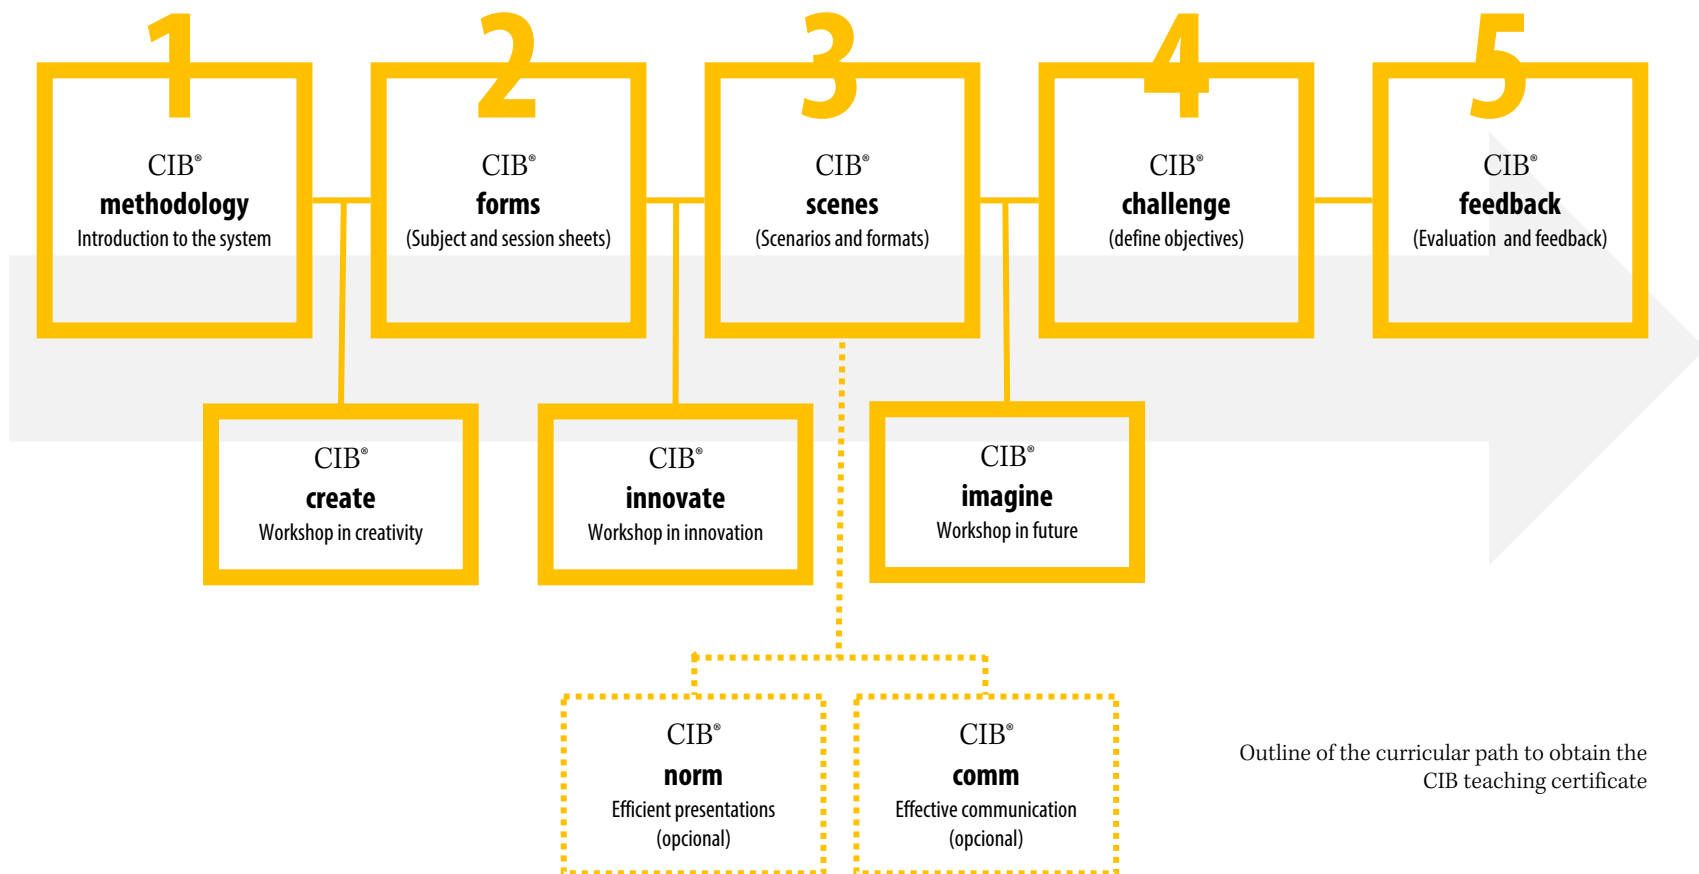 1
CIB®
methodology
Introduction to the system
2
CIB®
forms
(Subject and session sheets)
3
CIB®
scenes
(Scenarios and formats)
4
CIB®
challenge
(define objectives)
5
CIB®
feedback
(Evaluation and feedback)
CIB®
create
Workshop in creativity
CIB®
innovate
Workshop in innovation
CIB®
imagine
Workshop in future
CIB®
norm
Efficient presentations
(opcional)
CIB®
comm
Effective communication
(opcional)
Outline of the curricular path to obtain the
CIB teaching certificate